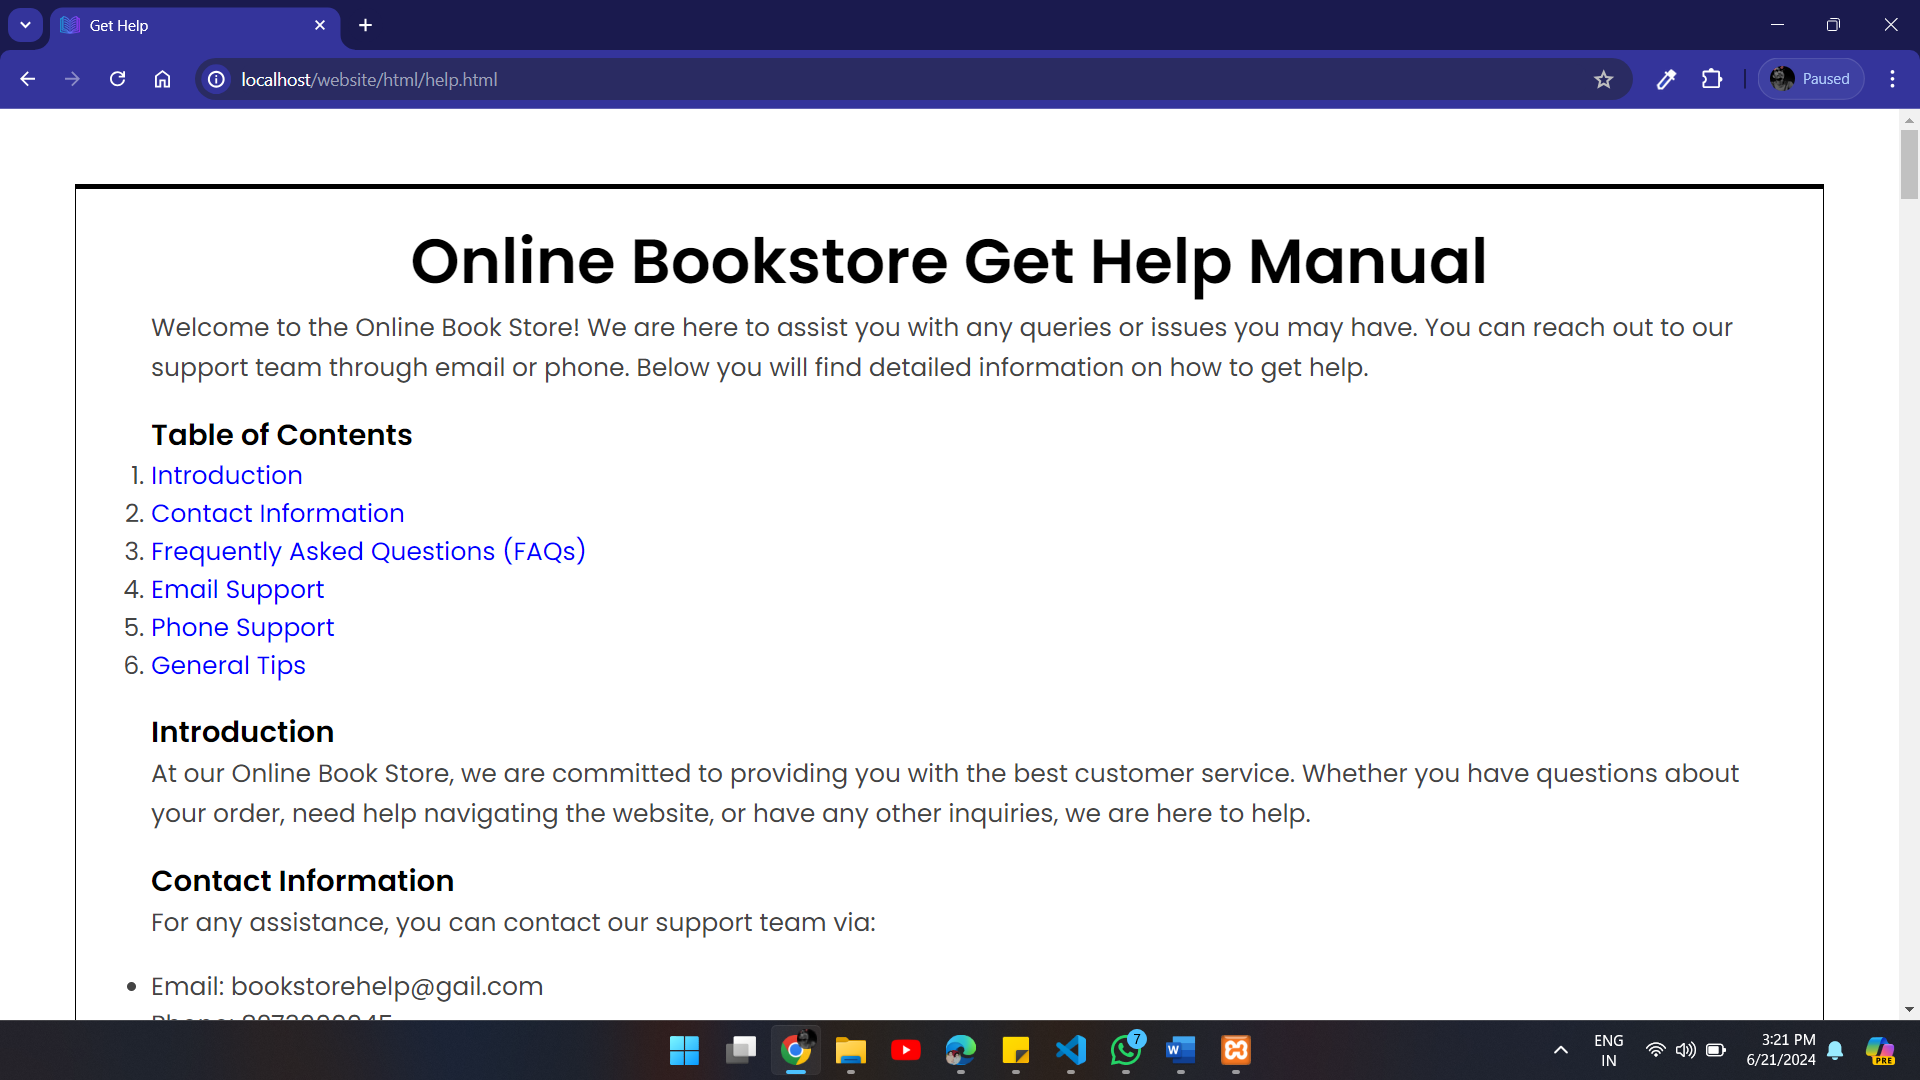 Get Help
localhost/website/html/help.html
Paused
Online Bookstore Get Help Manual
Welcome to the Online Book Store! We are here to assist you with any queries or issues you may have. You can reach out to our
support team through email or phone. Below you will find detailed information on how to get help.
Table of Contents
1. Introduction
2. Contact Information
3. Frequently Asked Questions (FAQs)
4. Email Support
5. Phone Support
6. General Tips
Introduction
At our Online Book Store, we are committed to providing you with the best customer service. Whether you have questions about
your order, need help navigating the website, or have any other inquiries, we are here to help.
Contact Information
For any assistance, you can contact our support team via:
• Email: bookstorehelp@gail.com
Phone:
7
W
ENG
IN
3:21 PM
6/21/2024
PRE